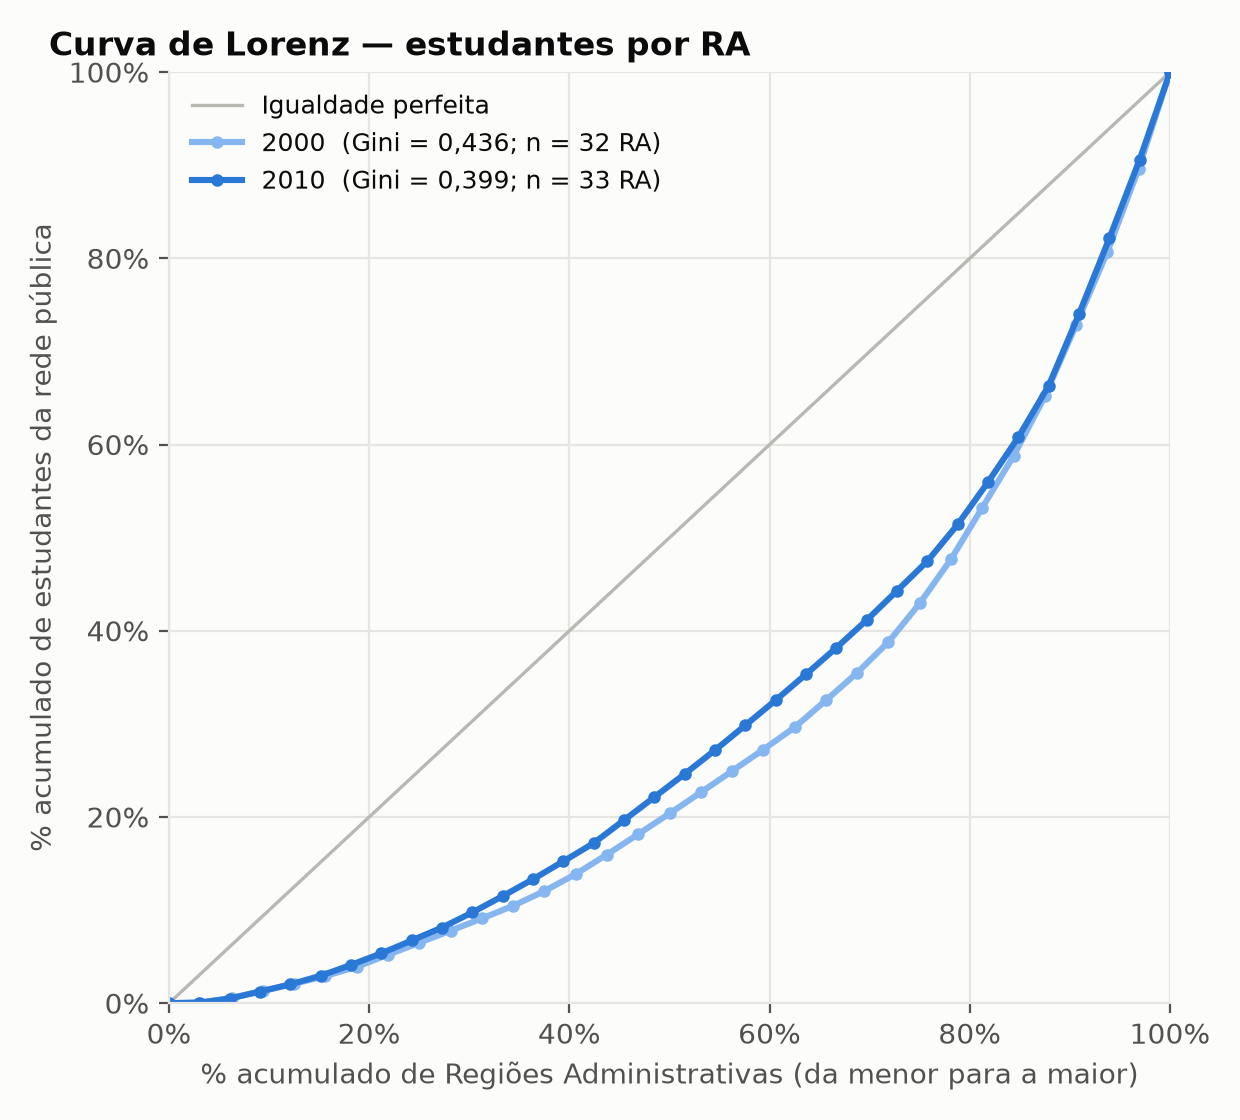 Curva de Lorenz — estudantes por RA
Igualdade perfeita
2000 (Gini = 0,436; n = 32 RA)
2010 (Gini = 0,399; n = 33 RA)
% acumulado de estudantes da rede pública
100%
80%
60%
40%
20%
0%
0% 20% 40% 60% 80% 100%
% acumulado de Regiões Administrativas (da menor para a maior)